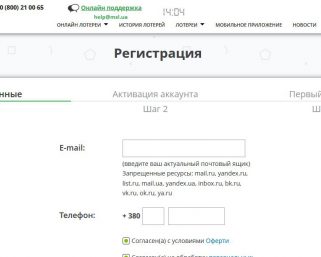 0 (800) 21 00 65
Онлайн поддержка
help@msl.ua
14:04
ОНЛАЙН ЛОТЕРЕИ ИСТОРИЯ ЛОТЕРЕЙ ЛОТЕРЕИ МОБИЛЬНОЕ ПРИЛОЖЕНИЕ НОВОСТИ
Регистрация
нные Активация аккаунта Первый
Шаг 2 Ш
E-mail:
(введите ваш актуальный почтовый ящик)
Запрещенные ресурсы: mail.ru, yandex.ru,
list.ru, mail.ua, yandex.ua, inbox.ru, bk.ru,
vk.ru, ok.ru, ya.ru
Телефон: + 380
Согласен(а) с условиями Оферти